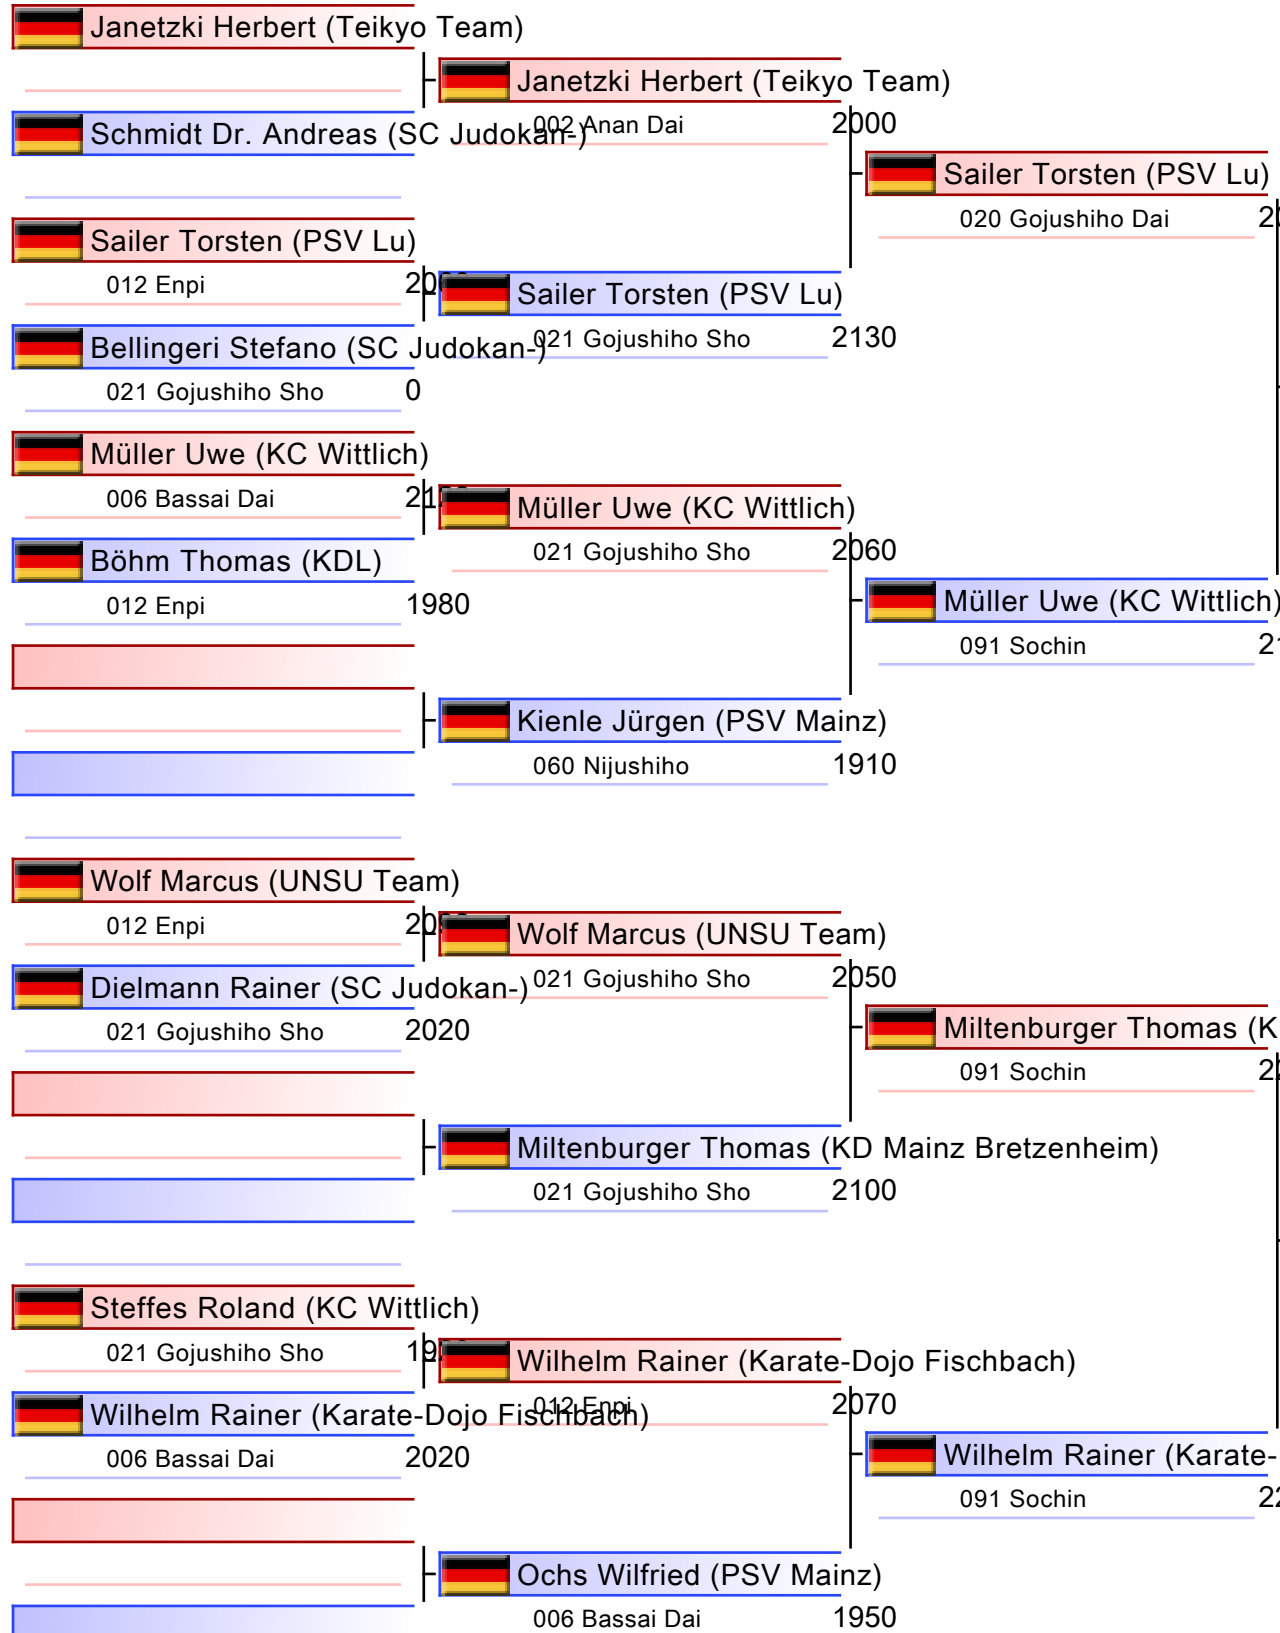 Janetzki Herbert (Teikyo Team)
Schmidt Dr. Andreas (SC Judokan-)
Sailer Torsten (PSV Lu)
012 Enpi
Bellingeri Stefano (SC Judokan-)
021 Gojushiho Sho 0
Müller Uwe (KC Wittlich)
006 Bassai Dai
Böhm Thomas (KDL)
012 Enpi 1980
Wolf Marcus (UNSU Team)
012 Enpi
Dielmann Rainer (SC Judokan-)
021 Gojushiho Sho 2020
Steffes Roland (KC Wittlich)
021 Gojushiho Sho
Wilhelm Rainer (Karate-Dojo Fischbach)
006 Bassai Dai 2020
Janetzki Herbert (Teikyo Team)
002 Anan Dai 2000
Sailer Torsten (PSV Lu)
021 Gojushiho Sho 2130
Müller Uwe (KC Wittlich)
021 Gojushiho Sho 2060
Kienle Jürgen (PSV Mainz)
060 Nijushiho 1910
Wolf Marcus (UNSU Team)
021 Gojushiho Sho 2050
Miltenburger Thomas (KD Mainz Bretzenheim)
021 Gojushiho Sho 2100
Wilhelm Rainer (Karate-Dojo Fischbach)
012 Enpi 2070
Ochs Wilfried (PSV Mainz)
006 Bassai Dai 1950
Sailer Torsten (PSV Lu)
020 Gojushiho Dai
Müller Uwe (KC Wittlich)
091 Sochin
Miltenburger Thomas (K
091 Sochin
Wilhelm Rainer (Karate-
091 Sochin